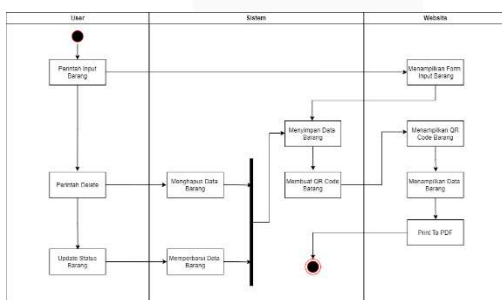 User
Sistem
Website
Perintah Input
Barang
Menampilkan Form
Input Barang
Menyimpan Data
Barang
Menampilkan QR
Code Barang
Perintah Delete
Menghapus Data
Barang
Membuat QR Code
Barang
Menampilkan Data
Barang
Print To PDF
Update Status
Barang
Memperbarui Data
Barang